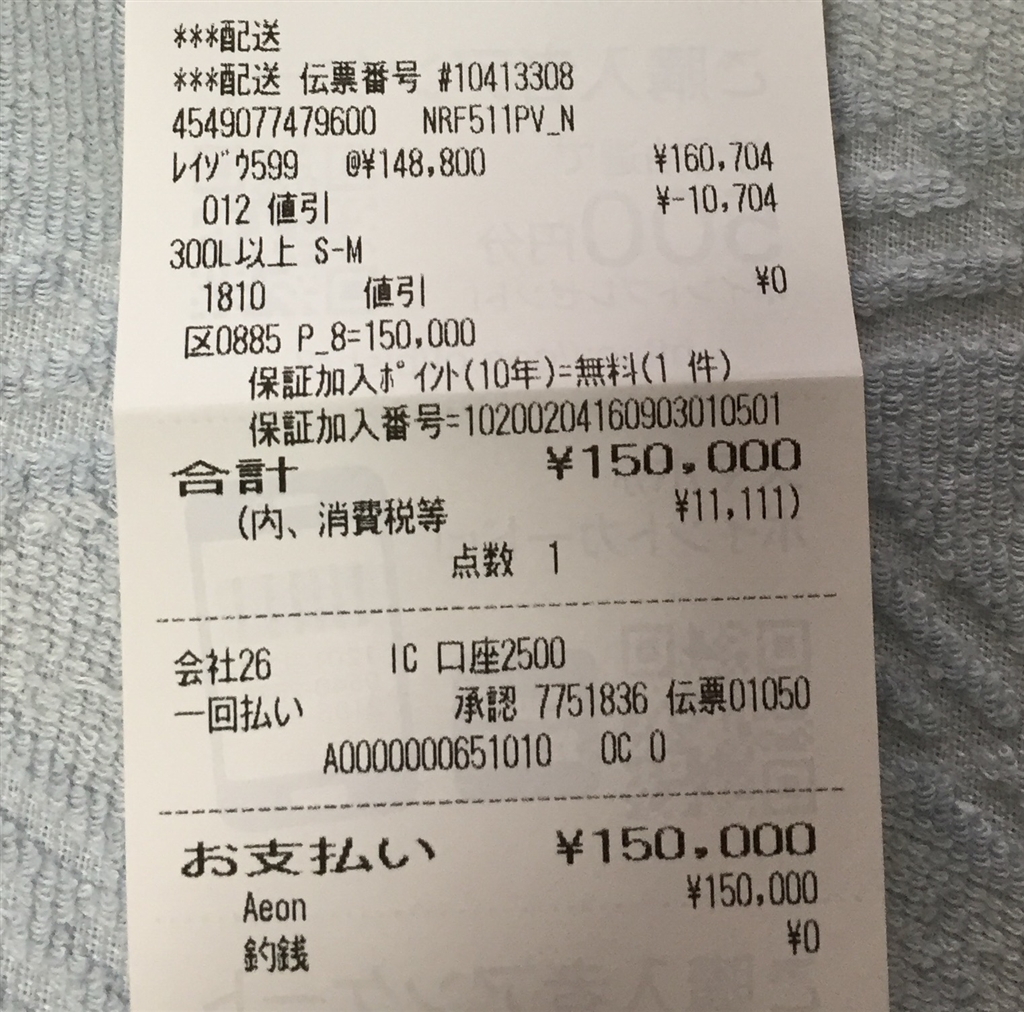 ***配送
***配送 伝票番号 #10413308
4549077479600 NRF511PV_N
ﾚｲｿﾞｳ599 @¥148,800 ¥160,704
012 値引 ¥-10,704
300L以上 S-M
1810 値引 ¥0
区0885 P_8=150,000
保証加入ﾎﾟｲﾝﾄ(10年)=無料(1 件)
保証加入番号=10200204160903010501
合計 ¥150,000
(内、消費税等 ¥11,111)
点数 1
会社26 IC 口座2500
一回払い 承認 7751836 伝票01050
A0000000651010 0C 0
お支払い ¥150,000
Aeon ¥150,000
釣銭 ¥0